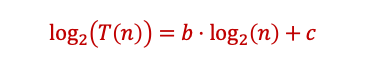 log₂(T(n)) = b · log₂(n) + c